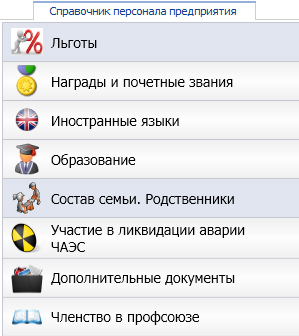 Справочник персонала предприятия
Льготы
Награды и почетные звания
Иностранные языки
Образование
Состав семьи. Родственники
Участие в ликвидации аварии
ЧАЭС
Дополнительные документы
Членство в профсоюзе